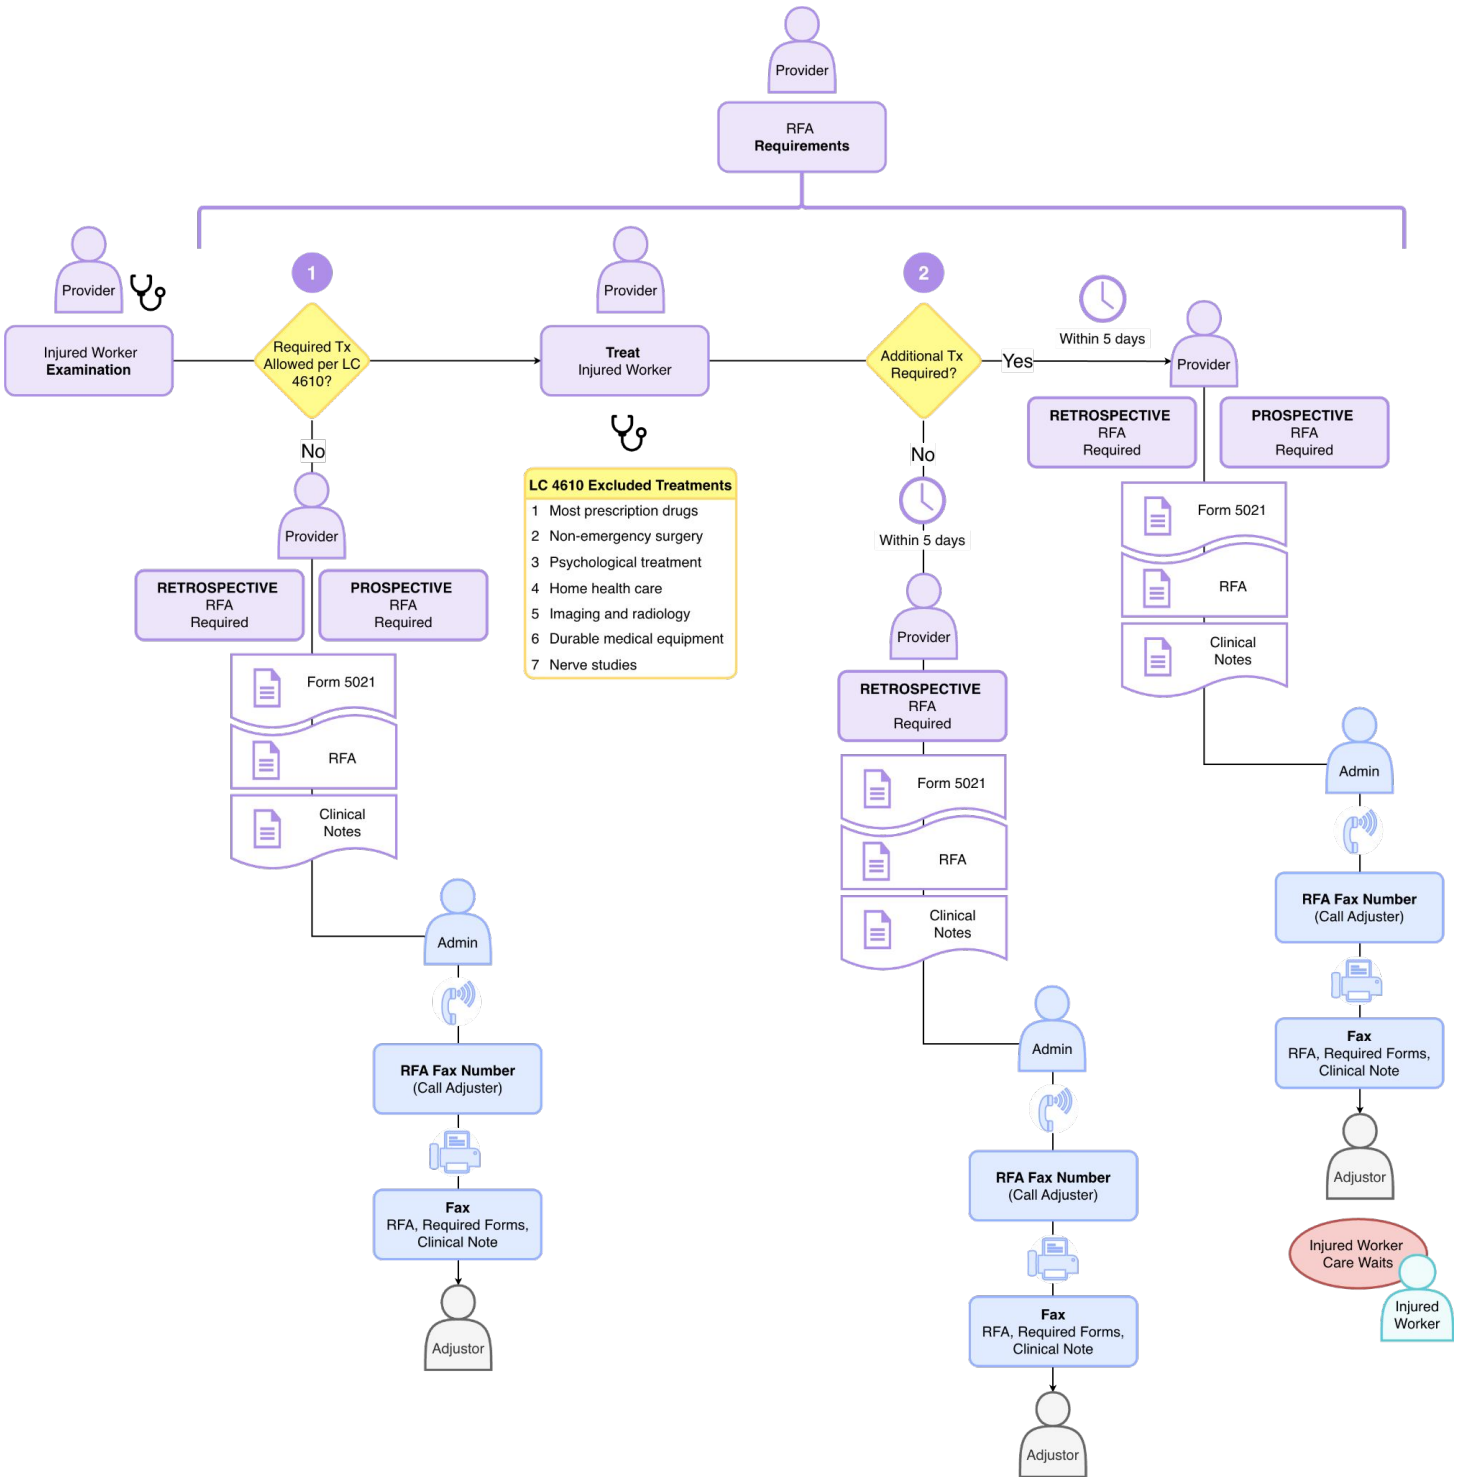 Provider
RFA
Requirements
Provider
Injured Worker
Examination
1
Required Tx
Allowed per LC
4610?
No
Provider
RETROSPECTIVE
RFA
Required
PROSPECTIVE
RFA
Required
Form 5021
RFA
Clinical
Notes
Admin
RFA Fax Number
(Call Adjuster)
Fax
RFA, Required Forms,
Clinical Note
Adjustor
Provider
Treat
Injured Worker
LC 4610 Excluded Treatments
1 Most prescription drugs
2 Non-emergency surgery
3 Psychological treatment
4 Home health care
5 Imaging and radiology
6 Durable medical equipment
7 Nerve studies
2
Additional Tx
Required?
No
Within 5 days
Provider
RETROSPECTIVE
RFA
Required
Form 5021
RFA
Clinical
Notes
Admin
RFA Fax Number
(Call Adjuster)
Fax
RFA, Required Forms,
Clinical Note
Adjustor
Yes
Within 5 days
Provider
RETROSPECTIVE
RFA
Required
PROSPECTIVE
RFA
Required
Form 5021
RFA
Clinical
Notes
Admin
RFA Fax Number
(Call Adjuster)
Fax
RFA, Required Forms,
Clinical Note
Adjustor
Injured Worker
Care Waits
Injured
Worker